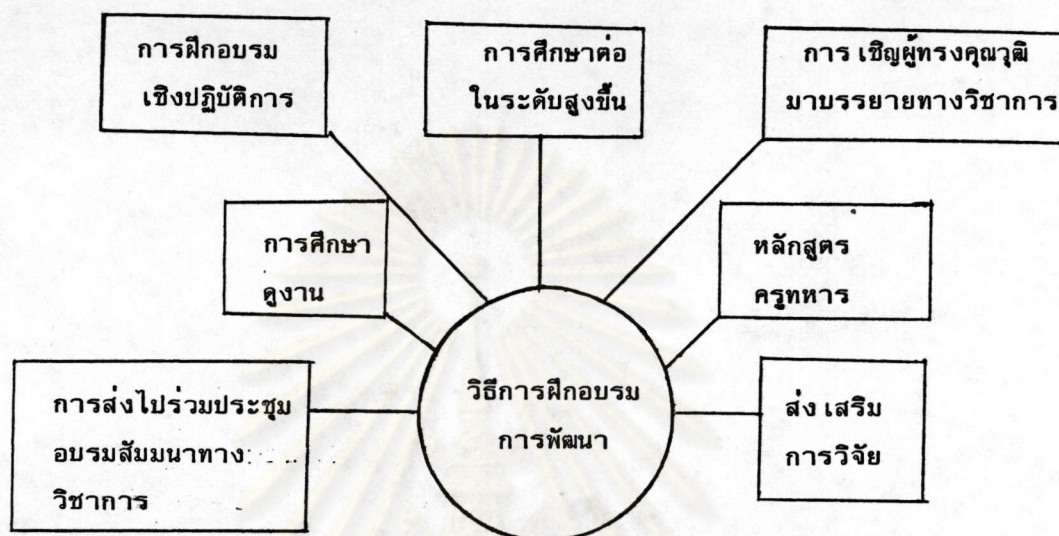 การฝึกอบรม
เชิงปฏิบัติการ
การศึกษาต่อ
ในระดับสูงขึ้น
การ เชิญผู้ทรงคุณวุฒิ
มาบรรยายทางวิชาการ
การศึกษา
ดูงาน
หลักสูตร
ครูทหาร
การส่งไปร่วมประชุม
อบรมสัมมนาทาง
วิชาการ
วิธีการฝึกอบรม
การพัฒนา
ส่ง เสริม
การวิจัย